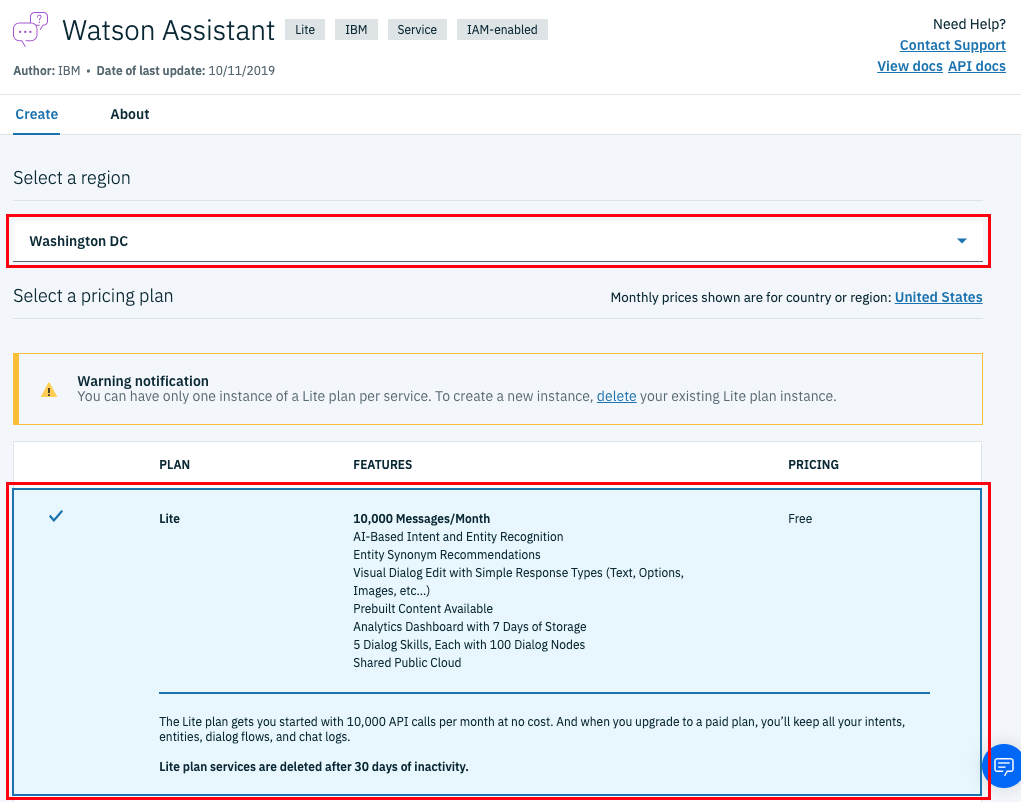 Watson Assistant Lite IBM Service IAM-enabled
Need Help?
Contact Support
View docs API docs
Author: IBM • Date of last update: 10/11/2019
Create About
Select a region
Washington DC
Select a pricing plan
Monthly prices shown are for country or region: United States
Warning notification
You can have only one instance of a Lite plan per service. To create a new instance, delete your existing Lite plan instance.
PLAN FEATURES PRICING
Lite 10,000 Messages/Month Free
AI-Based Intent and Entity Recognition
Entity Synonym Recommendations
Visual Dialog Edit with Simple Response Types (Text, Options,
Images, etc...)
Prebuilt Content Available
Analytics Dashboard with 7 Days of Storage
5 Dialog Skills, Each with 100 Dialog Nodes
Shared Public Cloud
The Lite plan gets you started with 10,000 API calls per month at no cost. And when you upgrade to a paid plan, you’ll keep all your intents,
entities, dialog flows, and chat logs.
Lite plan services are deleted after 30 days of inactivity.